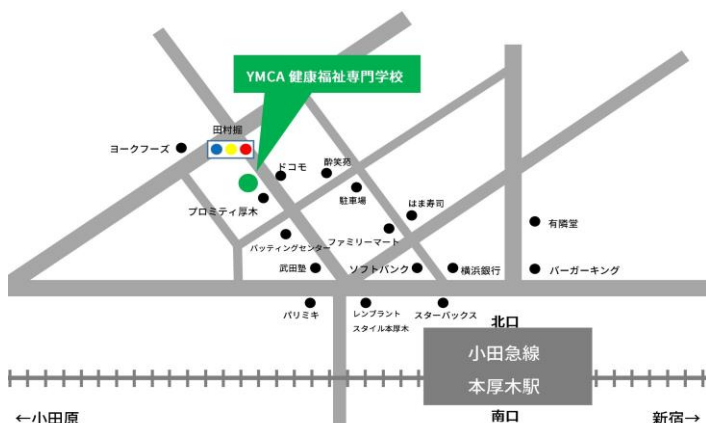 YMCA 健康福祉専門学校
田村掘
ヨークフーズ
ドコモ
酔笑苑
駐車場
プロミティ厚木
はま寿司
有隣堂
バッティングセンター
ファミリーマート
武田塾
ソフトバンク
横浜銀行
バーガーキング
パリミキ
レンブラント
スタイル本厚木
スターバックス
北口
小田急線
本厚木駅
南口
←小田原
新宿→